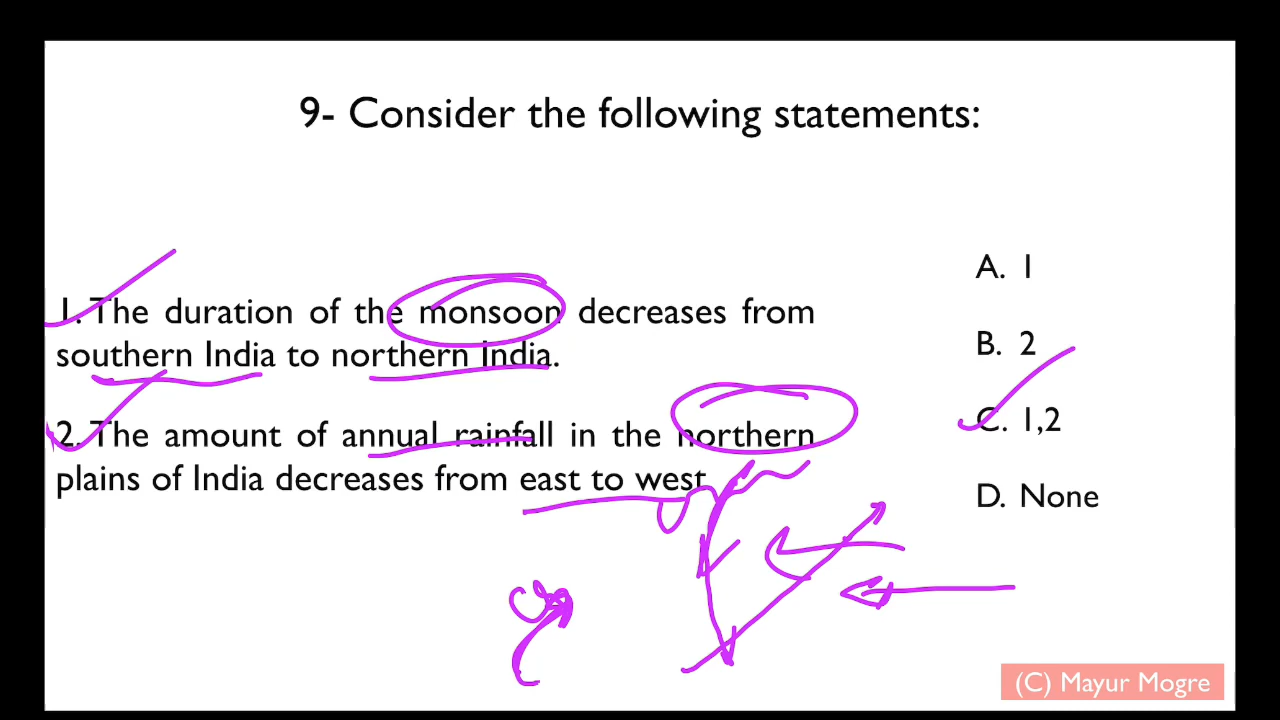 9- Consider the following statements:
1. The duration of the monsoon decreases from
southern India to northern India.
2. The amount of annual rainfall in the northern
plains of India decreases from east to west.
A. 1
B. 2
C. 1,2
D. None
(C) Mayur Mogre